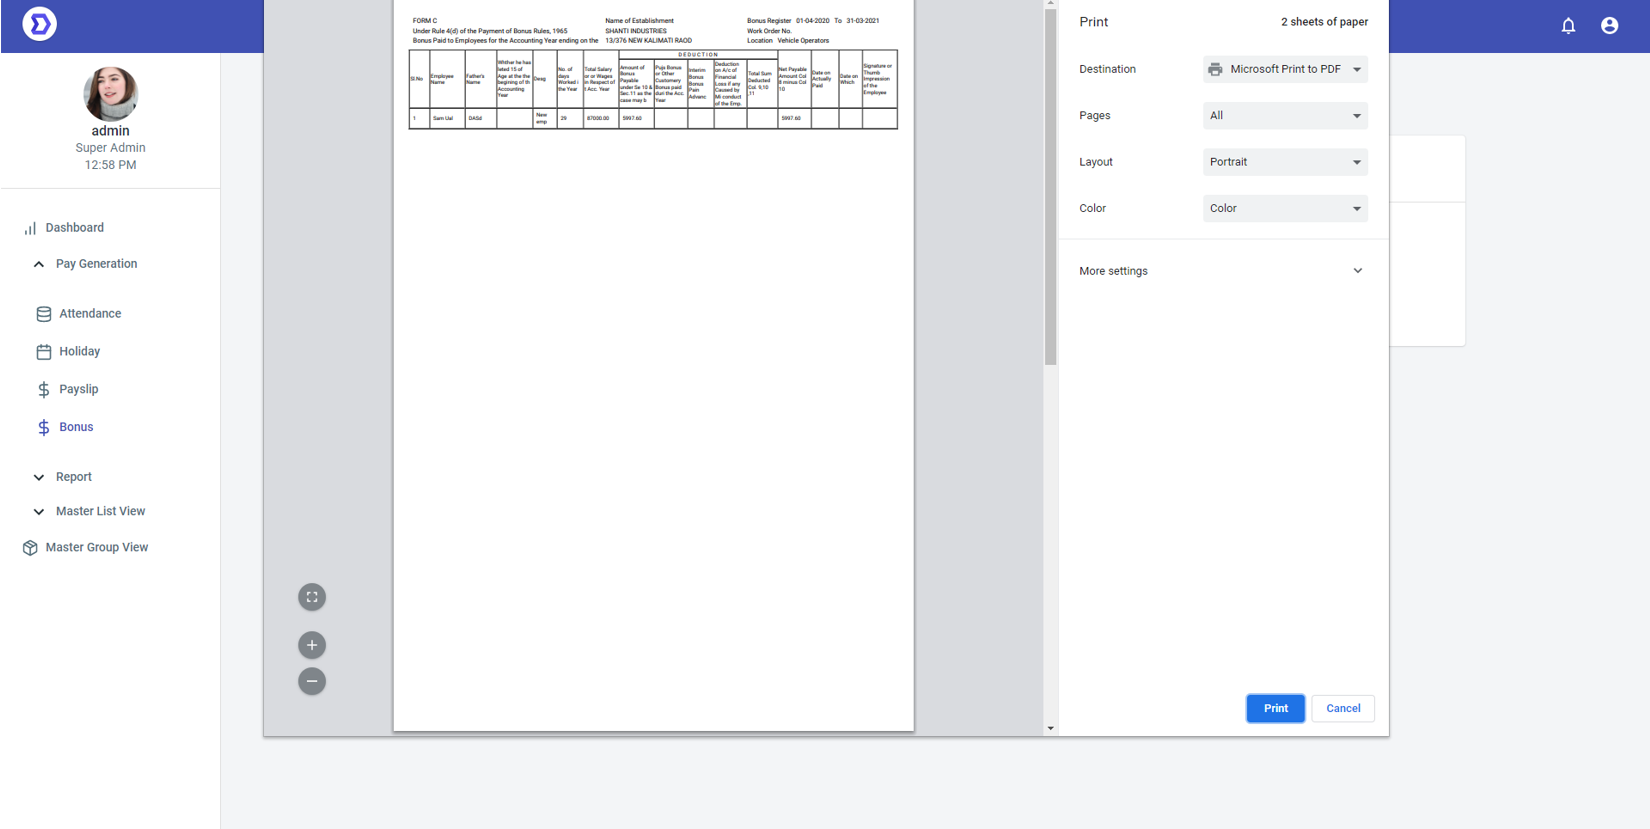 admin
Super Admin
12:58 PM
Dashboard
Pay Generation
Attendance
Holiday
Payslip
Bonus
Report
Master List View
Master Group View
FORM C
Under Rule 4(d) of the Payment of Bonus Rules, 1965
Bonus Paid to Employees for the Accounting Year ending on the
Name of Establishment
SHANTI INDUSTRIES
13/376 NEW KALIMATI RAOD
Bonus Register 01-04-2020 To 31-03-2021
Work Order No.
Location Vehicle Operators
Sl.No
Employee
Name
Father's
Name
Whither he has
leted 15 of
Age at the the
begining of th
Accounting
Year
Desg
No. of
days
Worked i
the Year
Total Salary
or or Wages
in Respect of
t Acc. Year
DEDUCTION
Amount of
Bonus
Payable
under Se 10 &
Sec.11 as the
case may b
Puja Bonus
or Other
Customery
Bonus paid
duri the Acc.
Year
Interim
Bonus
Bonus
Pain
Advanc
Deduction
on A/c of
Financial
Loss if any
Caused by
Mi conduct
of the Emp.
Total Sum
Deducted
Col. 9,10
,11
Net Payable
Amount Col
8 minus Col
10
Date on
Actually
Paid
Date on
Which
Signature or
Thumb
Impression
of the
Employee
1
Sam Ual
DASd
New
emp
29
87000.00
5997.60
5997.60
Print
2 sheets of paper
Destination
Microsoft Print to PDF
Pages
All
Layout
Portrait
Color
Color
More settings
Print
Cancel